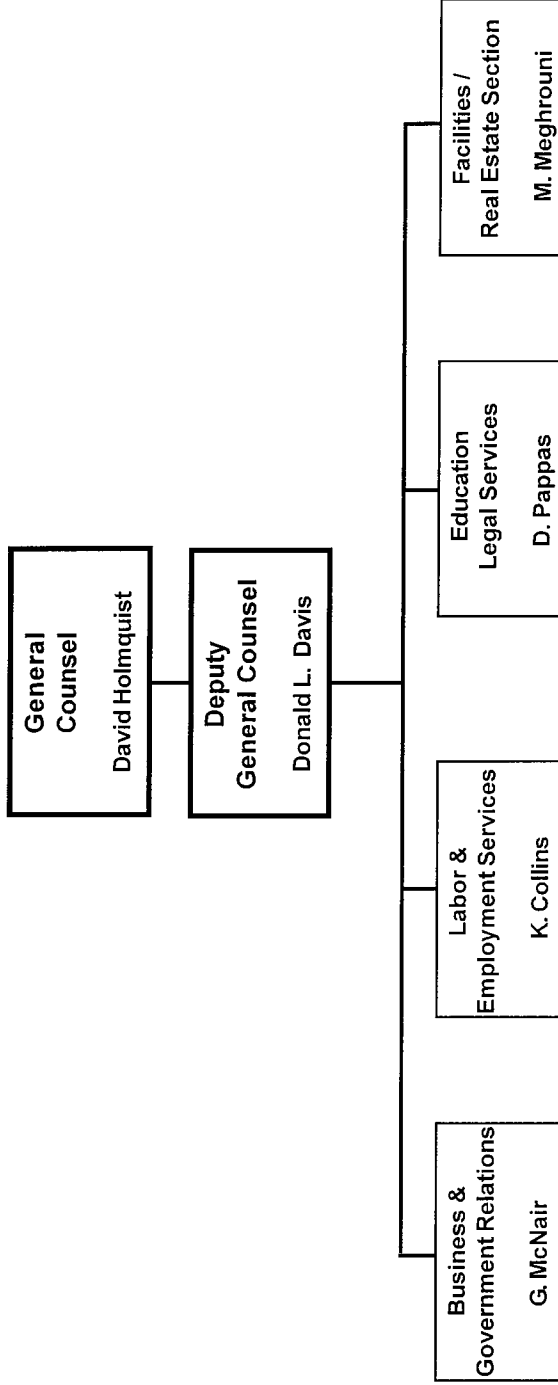 General
Counsel
David Holmquist
Deputy
General Counsel
Donald L. Davis
Business &
Government Relations
G. McNair
Labor &
Employment Services
K. Collins
Education
Legal Services
D. Pappas
Facilities /
Real Estate Section
M. Meghrouni